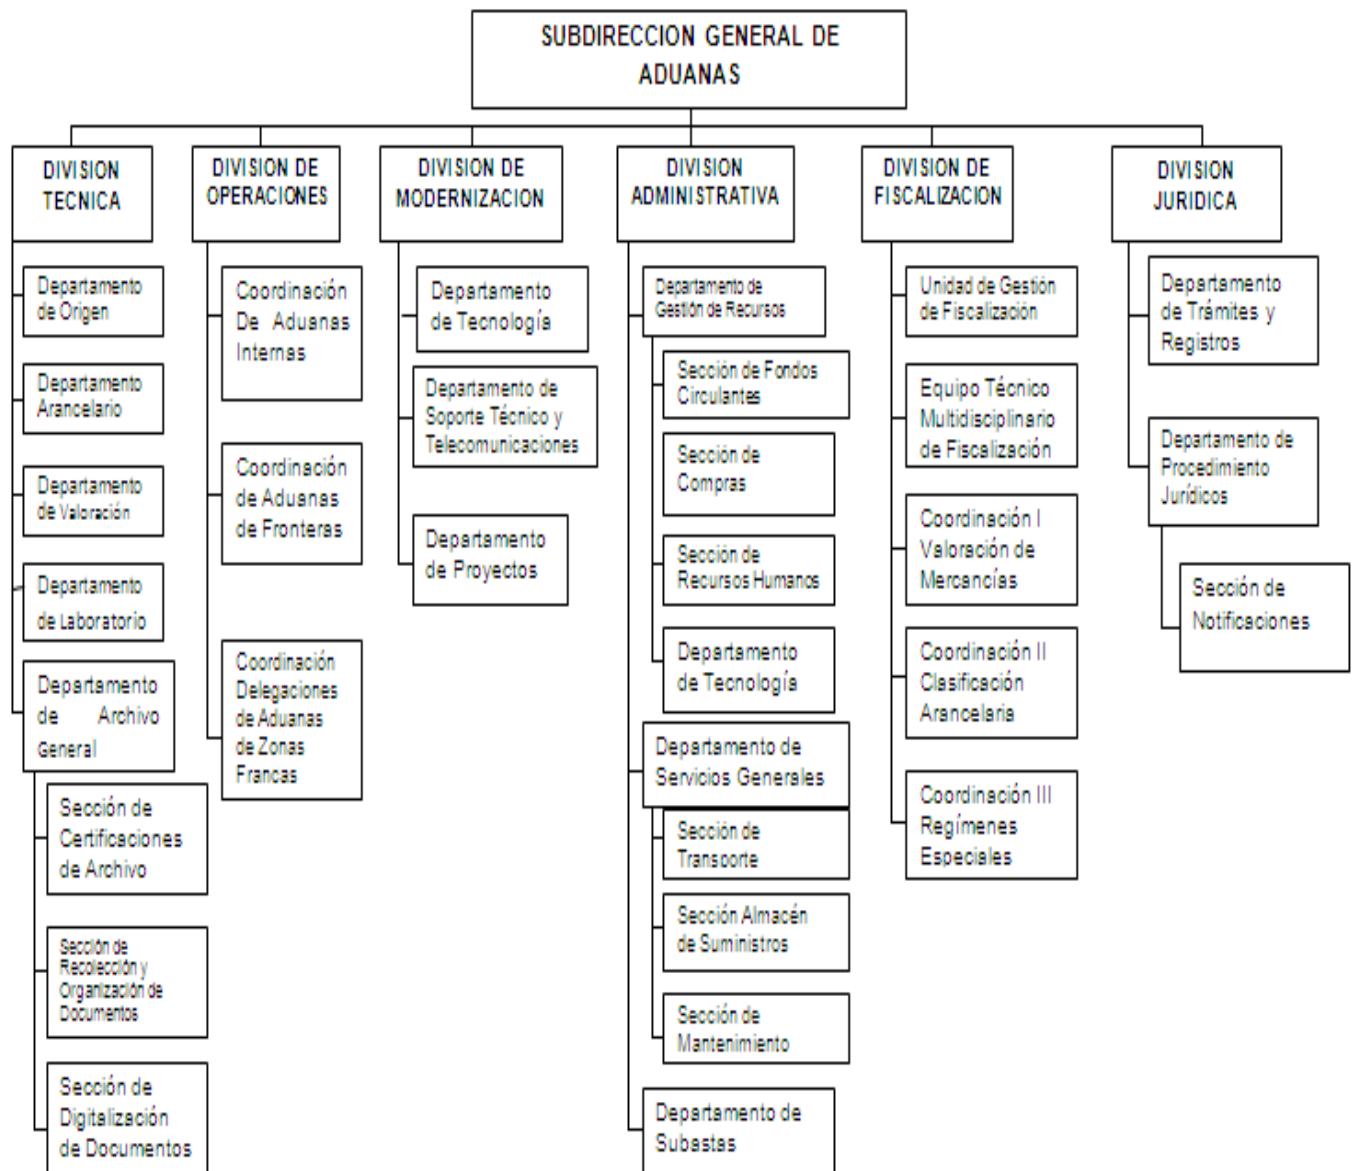 SUBDIRECCION GENERAL DE
ADUANAS
DIVISION
TECNICA
Departamento
de Origen
Departamento
Arancelario
Departamento
de Valoración
Departamento
de Laboratorio
Departamento
de Archivo
General
Sección de
Certificaciones
de Archivo
Sección de
Recolección y
Organización de
Documentos
Sección de
Digitalización
de Documentos
DIVISION DE
OPERACIONES
Coordinación
De Aduanas
Internas
Coordinación
de Aduanas
de Fronteras
Coordinación
Delegaciones
de Aduanas
de Zonas
Francas
DIVISION DE
MODERNIZACION
Departamento
de Tecnología
Departamento de
Soporte Técnico y
Telecomunicaciones
Departamento
de Proyectos
DIVISION
ADMINISTRATIVA
Departamento de
Gestión de Recursos
Sección de Fondos
Circulantes
Sección de
Compras
Sección de
Recursos Humanos
Departamento
de Tecnología
Departamento de
Servicios Generales
Sección de
Transporte
Sección Almacén
de Suministros
Sección de
Mantenimiento
Departamento de
Subastas
DIVISION DE
FISCALIZACION
Unidad de Gestión
de Fiscalización
Equipo Técnico
Multidisciplinario
de Fiscalización
Coordinación I
Valoración de
Mercancías
Coordinación II
Clasificación
Arancelaria
Coordinación III
Regímenes
Especiales
DIVISION
JURIDICA
Departamento
de Trámites y
Registros
Departamento de
Procedimiento
Jurídicos
Sección de
Notificaciones